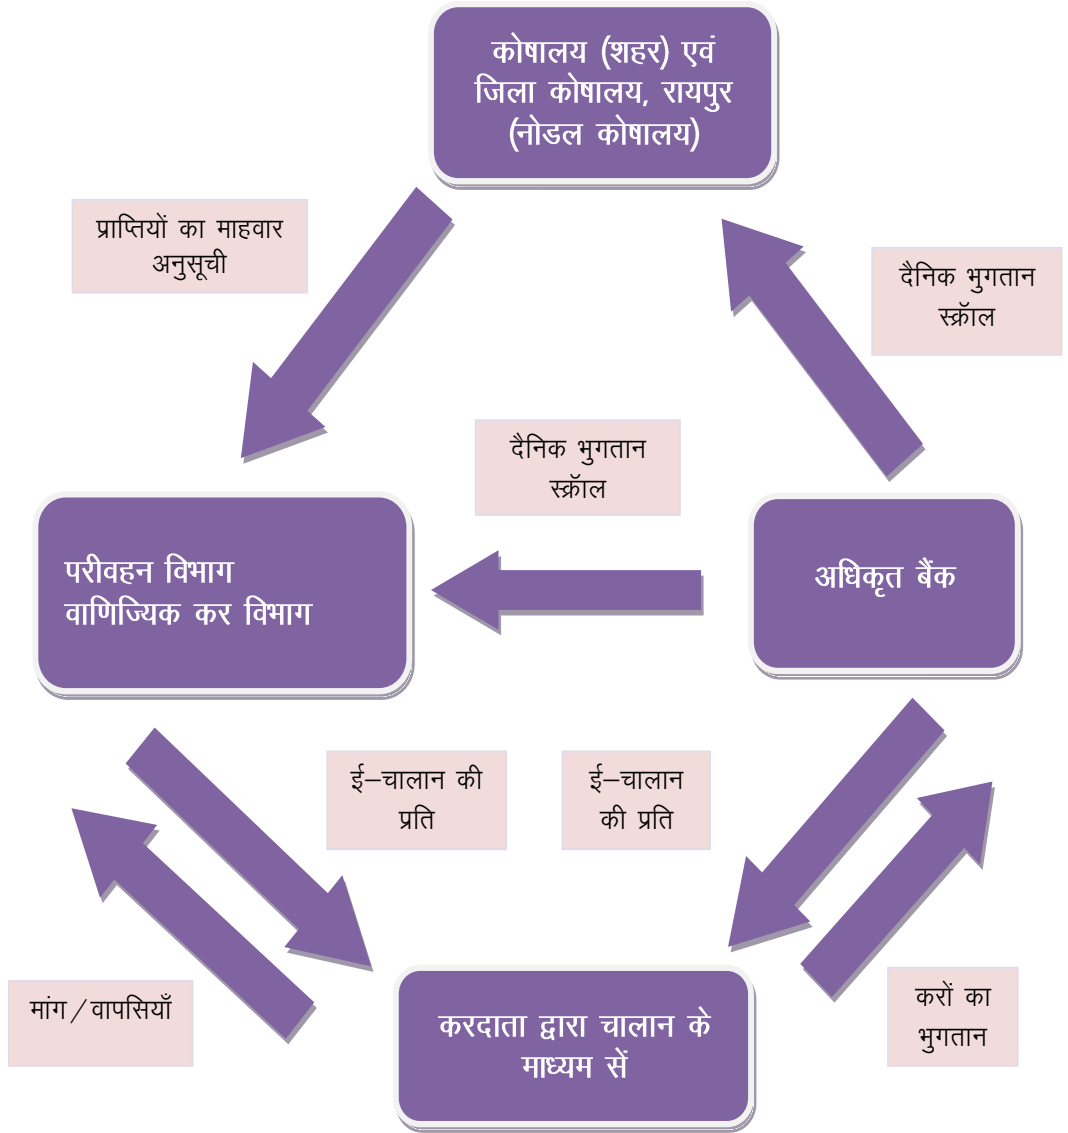 कोषालय (शहर) एवं
जिला कोषालय, रायपुर
(नोडल कोषालय)
प्राप्तियों का माहवार
अनुसूची
दैनिक भुगतान
स्क्रॅाल
दैनिक भुगतान
स्क्रॅाल
परीवहन विभाग
वाणिज्यिक कर विभाग
अधिकृत बैंक
ई–चालान की
प्रति
ई–चालान
की प्रति
मांग/वापसियाँ
करदाता द्वारा चालान के
माध्यम सें
करों का
भुगतान